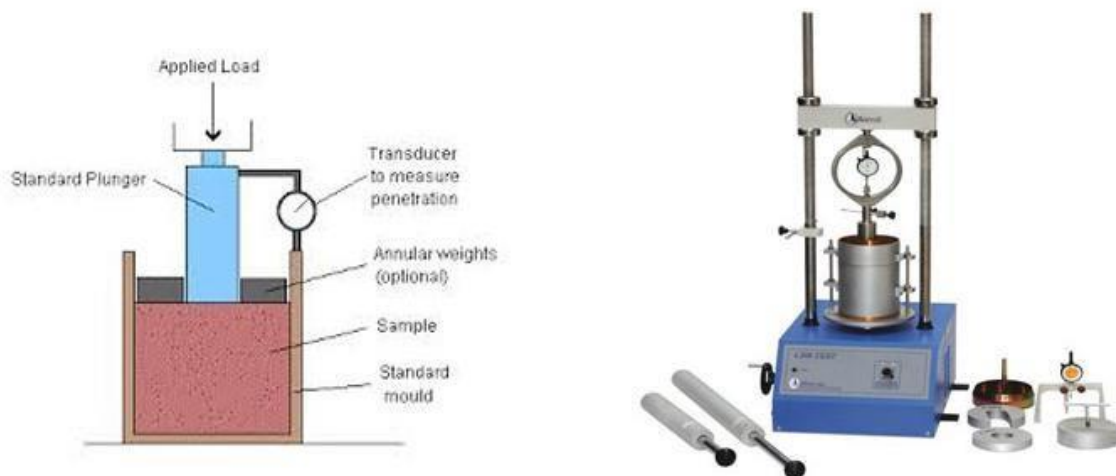 Applied Load
Standard Plunger
Transducer
to measure
penetration
Annular weights
(optional)
Sample
Standard
mould